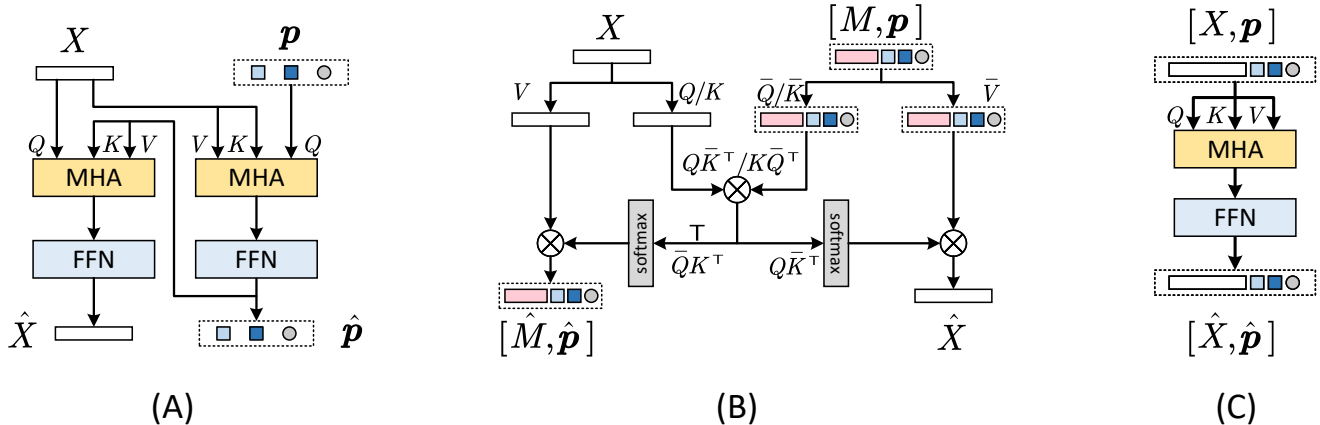 X
p
Q
K
V
V
K
Q
MHA
MHA
FFN
FFN
X̂
p̂
(A)
X
[M, p]
V
Q/K
Q̄/K̄
V̄
QK̄⊤/KQ̄⊤
softmax
⊤
softmax
Q̄K⊤
QK̄⊤
[M̂, p̂]
X̂
(B)
[X, p]
Q
K
V
MHA
FFN
[X̂, p̂]
(C)